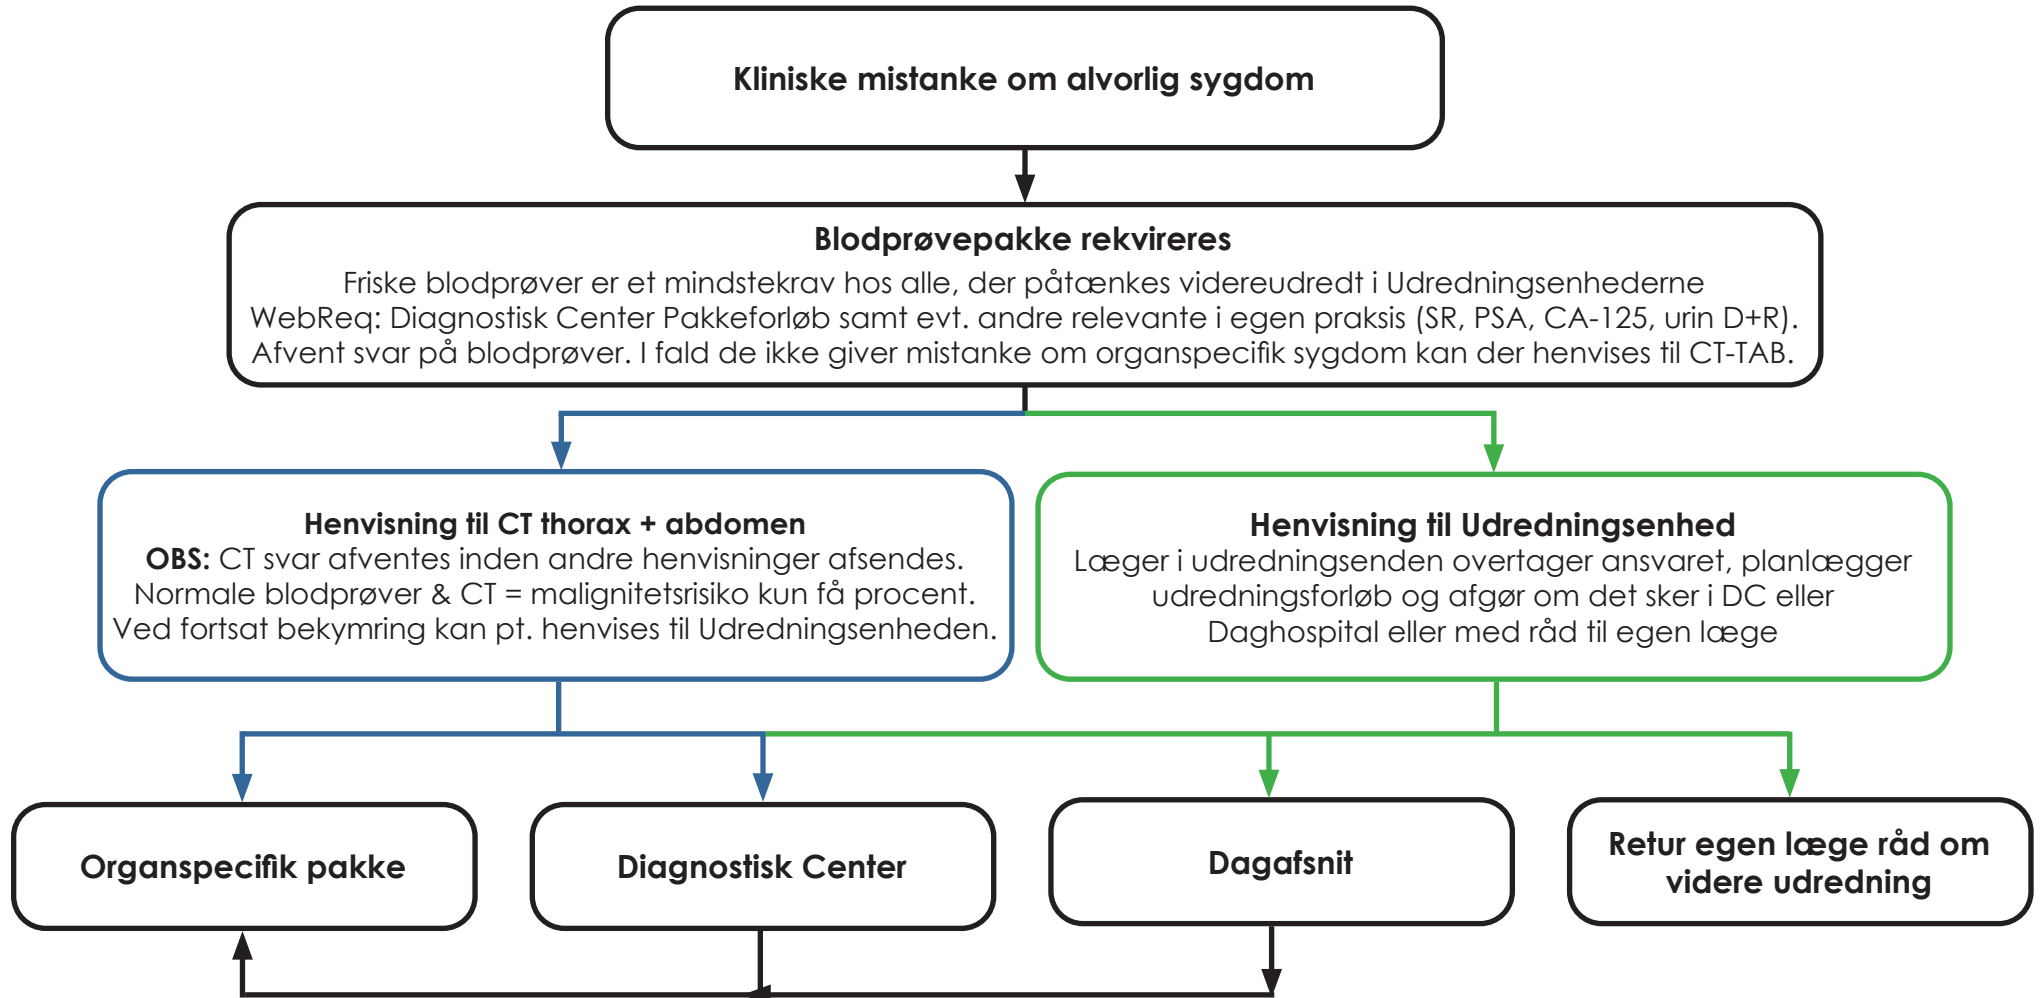 Kliniske mistanke om alvorlig sygdom
Blodprøvepakke rekvireres
Friske blodprøver er et mindstekrav hos alle, der påtænkes videreudredt i Udredningsenhederne
WebReq: Diagnostisk Center Pakkeforløb samt evt. andre relevante i egen praksis (SR, PSA, CA-125, urin D+R).
Afvent svar på blodprøver. I fald de ikke giver mistanke om organspecifik sygdom kan der henvises til CT-TAB.
Henvisning til CT thorax + abdomen
OBS: CT svar afventes inden andre henvisninger afsendes.
Normale blodprøver & CT = malignitetsrisiko kun få procent.
Ved fortsat bekymring kan pt. henvises til Udredningsenheden.
Henvisning til Udredningsenhed
Læger i udredningsenden overtager ansvaret, planlægger
udredningsforløb og afgør om det sker i DC eller
Daghospital eller med råd til egen læge
Organspecifik pakke
Diagnostisk Center
Dagafsnit
Retur egen læge råd om
videre udredning